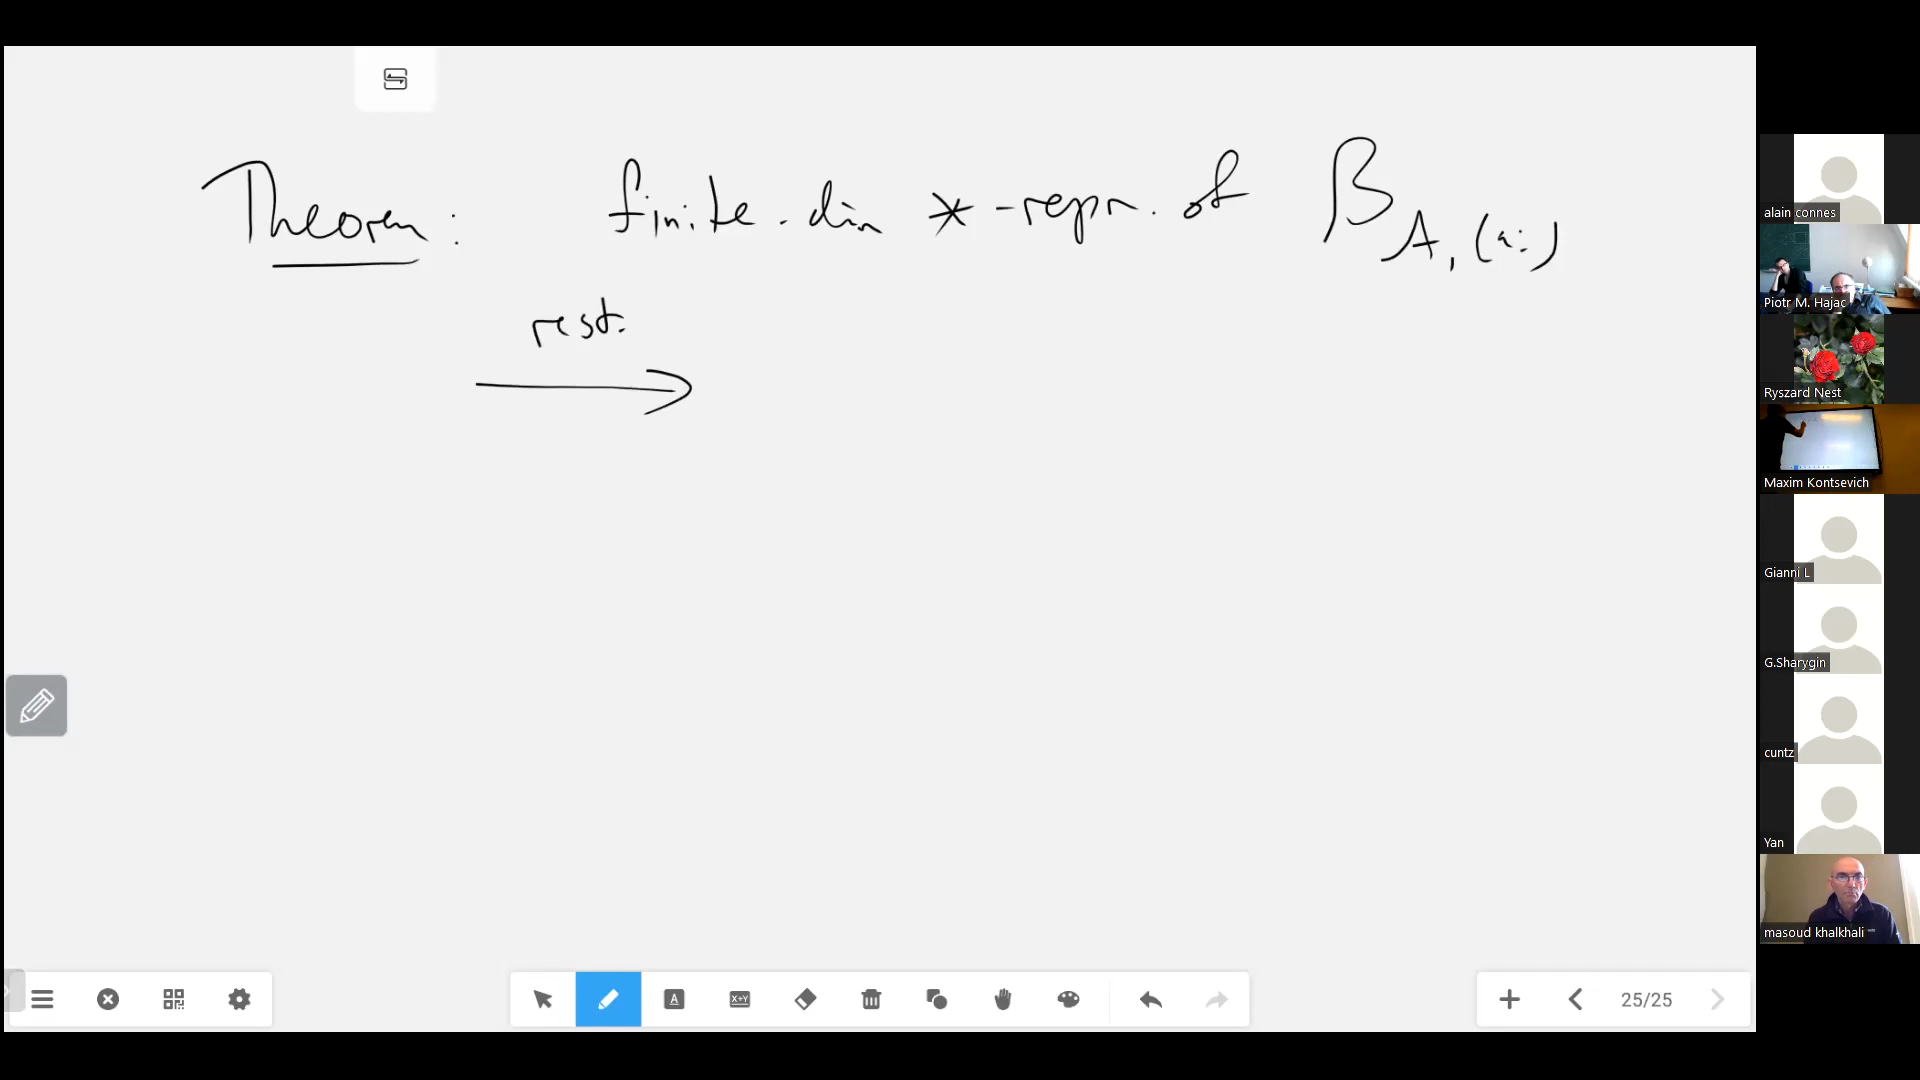 Theorem: finite-dim *-repr. of B_{A, (a_i)}
rest.
→
alain connes
Piotr M. Hajac
Ryszard Nest
Maxim Kontsevich
Gianni L
G.Sharygin
cuntz
Yan
masoud khalkhali
A
X+Y
25/25